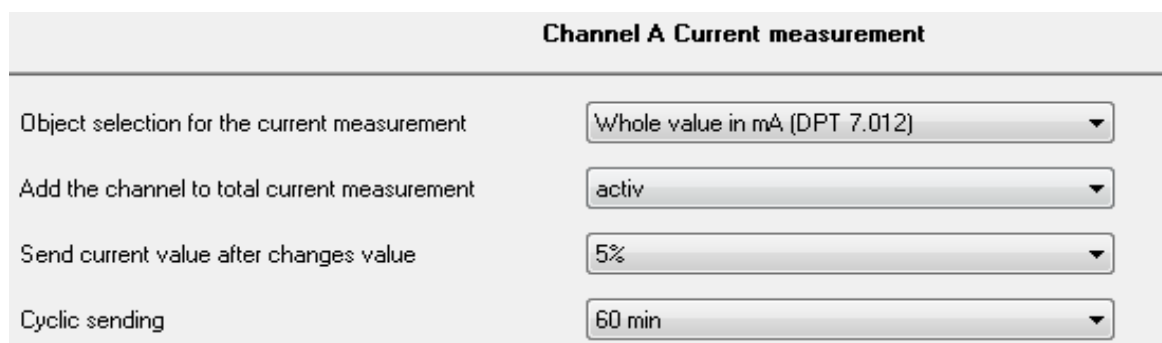 Channel A Current measurement
Object selection for the current measurement Whole value in mA (DPT 7.012)
Add the channel to total current measurement activ
Send current value after changes value 5%
Cyclic sending 60 min